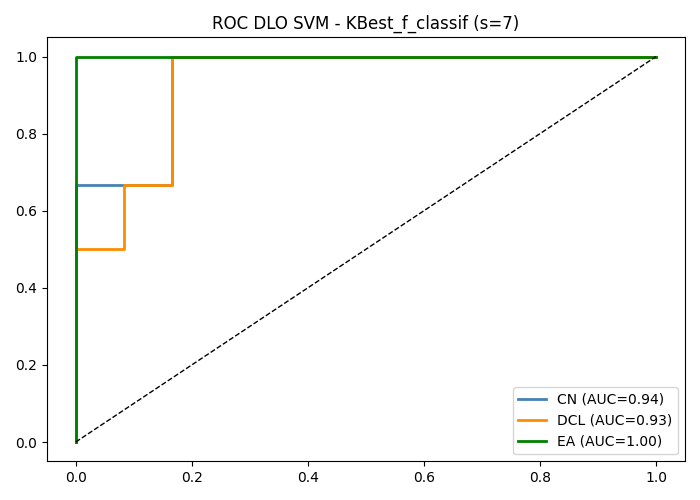 ROC DLO SVM - KBest_f_classif (s=7)
1.0
0.8
0.6
0.4
0.2
0.0
0.0 0.2 0.4 0.6 0.8 1.0
CN (AUC=0.94)
DCL (AUC=0.93)
EA (AUC=1.00)